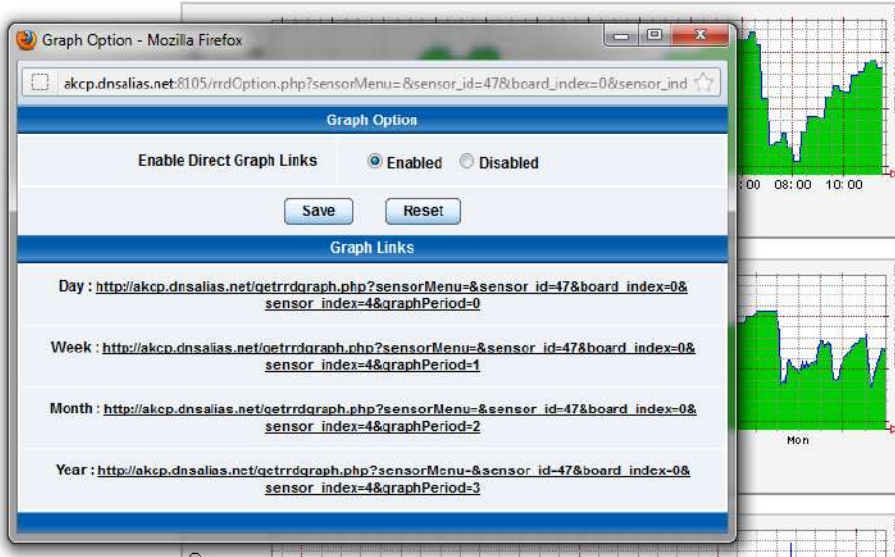 Graph Option - Mozilla Firefox
akcp.dnsalias.net:8105/rrdOption.php?sensorMenu=&sensor_id=47&board_index=0&sensor_ind
Graph Option
Enable Direct Graph Links Enabled Disabled
Save Reset
Graph Links
Day : http://akcp.dnsalias.net/getrrdgraph.php?sensorMenu=&sensor_id=47&board_index=0&
sensor_index=4&graphPeriod=0
Week : http://akcp.dnsalias.net/getrrdgraph.php?sensorMenu=&sensor_id=47&board_index=0&
sensor_index=4&graphPeriod=1
Month : http://akcp.dnsalias.net/getrrdgraph.php?sensorMenu=&sensor_id=47&board_index=0&
sensor_index=4&graphPeriod=2
Year : http://akcp.dnsalias.net/getrrdgraph.php?sensorMenu=&sensor_id=47&board_index=0&
sensor_index=4&graphPeriod=3
:00 08:00 10:00
Mon